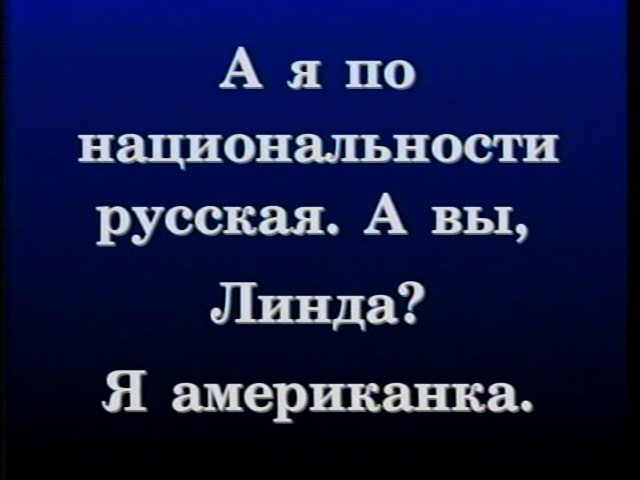 А я по
национальности
русская. А вы,
Линда?
Я американка.